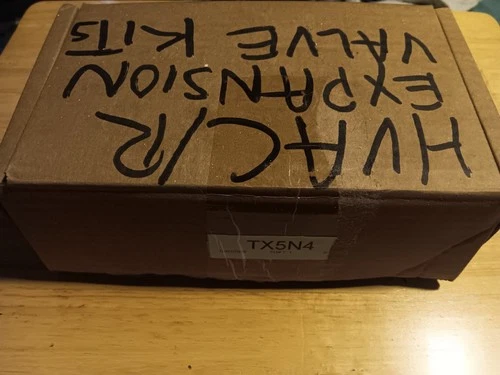 HVAC/R
EXPANSION
VALVE KITS
TX5N4